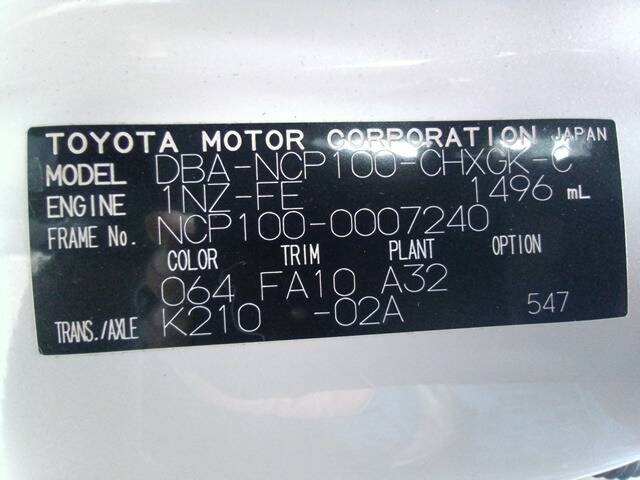 TOYOTA MOTOR CORPORATION JAPAN
MODEL DBA-NCP100-CHXGK-C
ENGINE 1NZ-FE 1496 mL
FRAME No. NCP100-0007240
COLOR TRIM PLANT OPTION
064 FA10 A32
TRANS./AXLE K210 -02A 547